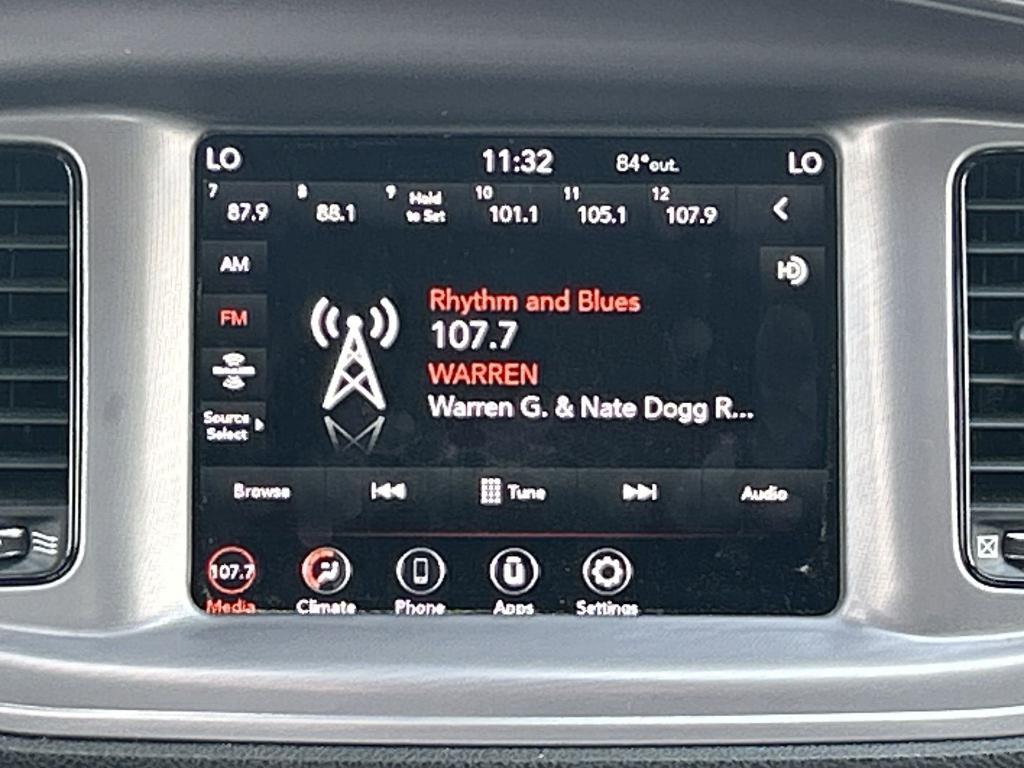 LO 11:32 84°out. LO
7 8 9 10 11 12
87.9 88.1 Hold to Set 101.1 105.1 107.9
AM
FM
Source
Select
HD
Rhythm and Blues
107.7
WARREN
Warren G. & Nate Dogg R...
Browse Tune Audio
107.7
Media Climate Phone Apps Settings